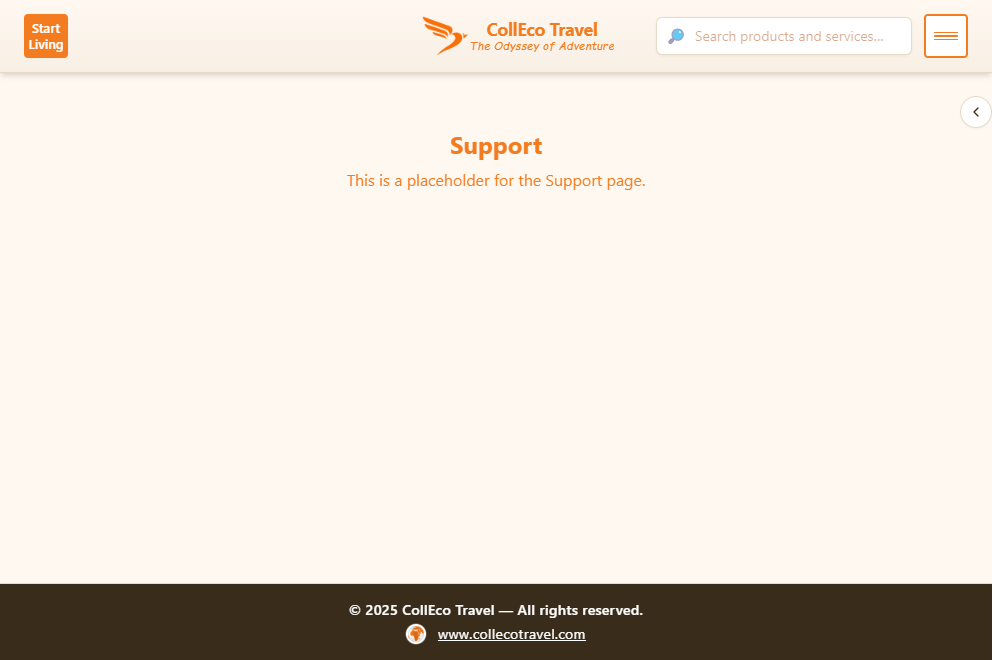 Start
Living
CollEco Travel
The Odyssey of Adventure
Search products and services...
Support
This is a placeholder for the Support page.
© 2025 CollEco Travel — All rights reserved.
www.collecotravel.com